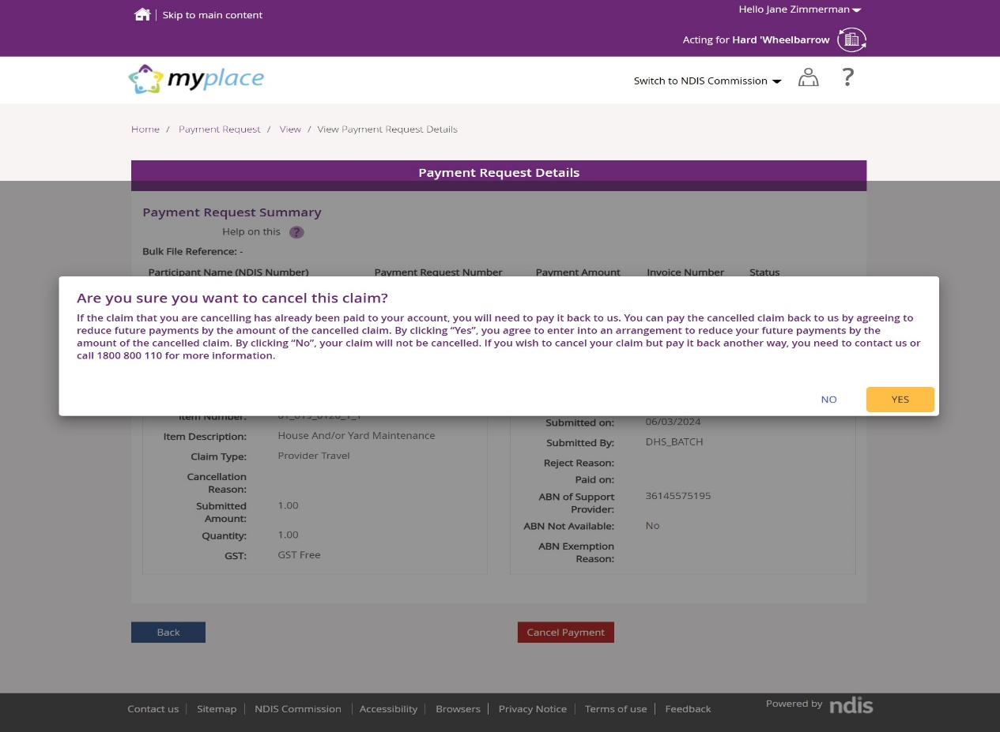 Skip to main content
Hello Jane Zimmerman
Acting for Hard 'Wheelbarrow
myplace
Switch to NDIS Commission
?
Home / Payment Request / View / View Payment Request Details
Payment Request Details
Payment Request Summary
Help on this ?
Bulk File Reference: -
Participant Name (NDIS Number) Payment Request Number Payment Amount Invoice Number Status
Are you sure you want to cancel this claim?
If the claim that you are cancelling has already been paid to your account, you will need to pay it back to us. You can pay the cancelled claim back to us by agreeing to
reduce future payments by the amount of the cancelled claim. By clicking “Yes”, you agree to enter into an arrangement to reduce your future payments by the
amount of the cancelled claim. By clicking “No”, your claim will not be cancelled. If you wish to cancel your claim but pay it back another way, you need to contact us or
call 1800 800 110 for more information.
NO YES
Item Number:
Item Description: House And/or Yard Maintenance
Claim Type: Provider Travel
Cancellation
Reason:
Submitted 1.00
Amount:
Quantity: 1.00
GST: GST Free
Submitted on: 06/03/2024
Submitted By: DHS_BATCH
Reject Reason:
Paid on:
ABN of Support 36145575195
Provider:
ABN Not Available: No
ABN Exemption
Reason:
Back Cancel Payment
Contact us | Sitemap | NDIS Commission | Accessibility | Browsers | Privacy Notice | Terms of use | Feedback
Powered by ndis